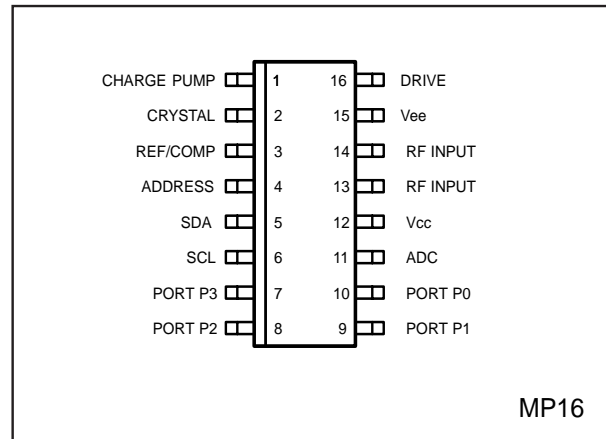 CHARGE PUMP 1 16 DRIVE
CRYSTAL 2 15 Vee
REF/COMP 3 14 RF INPUT
ADDRESS 4 13 RF INPUT
SDA 5 12 Vcc
SCL 6 11 ADC
PORT P3 7 10 PORT P0
PORT P2 8 9 PORT P1
MP16